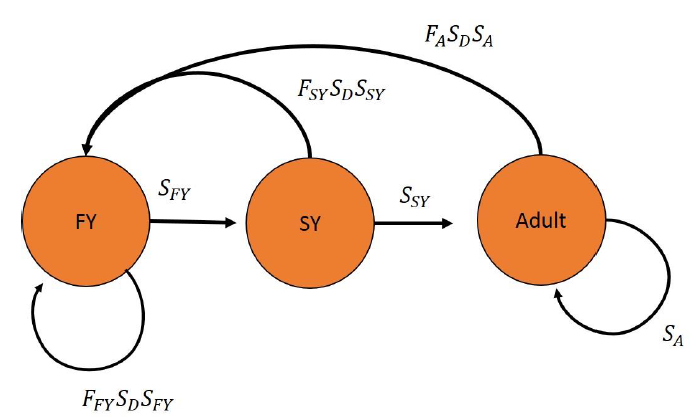 F_A S_D S_A
F_SY S_D S_SY
S_FY
S_SY
FY
SY
Adult
S_A
F_FY S_D S_FY